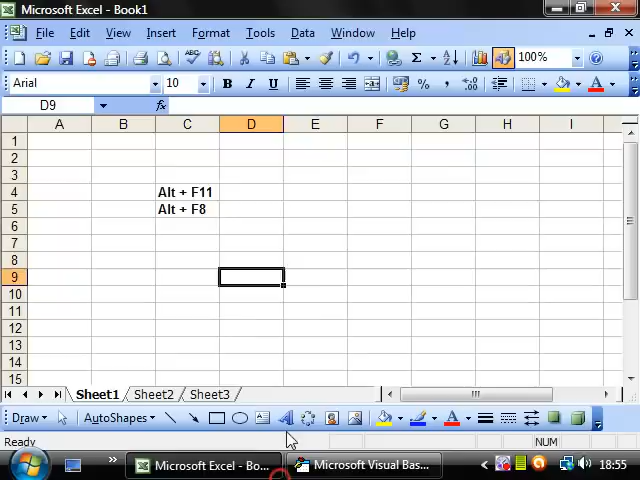 Microsoft Excel - Book1
File Edit View Insert Format Tools Data Window Help
100%
Arial 10 B I U
D9 fx
A B C D E F G H I
1
2
3
4 Alt + F11
5 Alt + F8
6
7
8
9
10
11
12
13
14
15
Sheet1 Sheet2 Sheet3
Draw AutoShapes
Ready NUM
Microsoft Excel - Bo... Microsoft Visual Bas... 18:55